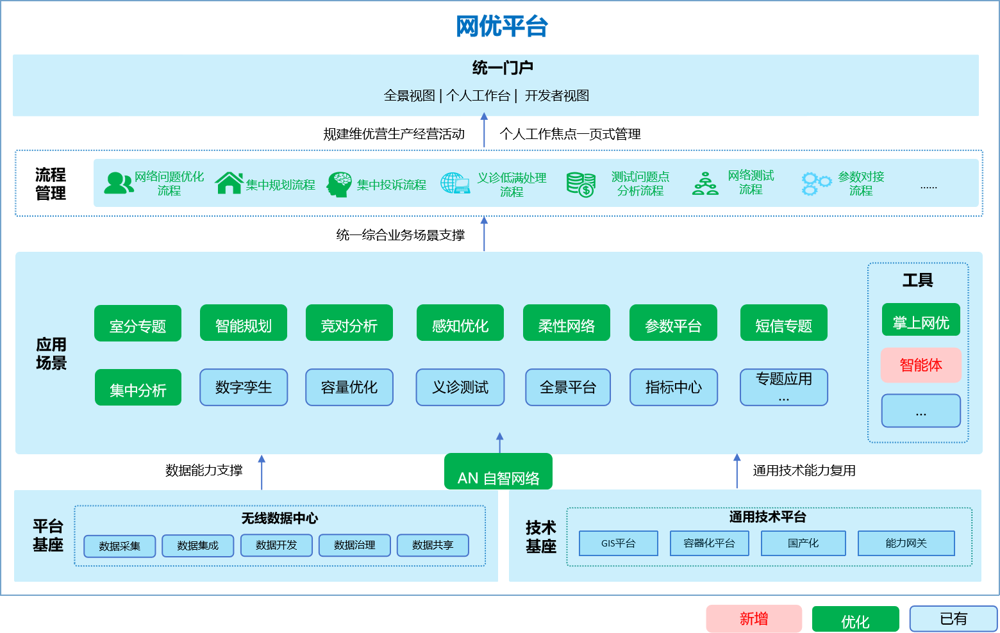 网优平台
统一门户
全景视图 | 个人工作台 | 开发者视图
规建维优营生产经营活动
个人工作焦点一页式管理
流程
管理
网络问题优化
流程
集中规划流程
集中投诉流程
义诊低满处理
流程
测试问题点
分析流程
网络测试
流程
参数对接
流程
......
统一综合业务场景支撑
应用
场景
室分专题
智能规划
竞对分析
感知优化
柔性网络
参数平台
短信专题
集中分析
数字孪生
容量优化
义诊测试
全景平台
指标中心
专题应用
...
工具
掌上网优
智能体
...
数据能力支撑
AN 自智网络
通用技术能力复用
平台
基座
无线数据中心
数据采集
数据集成
数据开发
数据治理
数据共享
技术
基座
通用技术平台
GIS平台
容器化平台
国产化
能力网关
新增
优化
已有